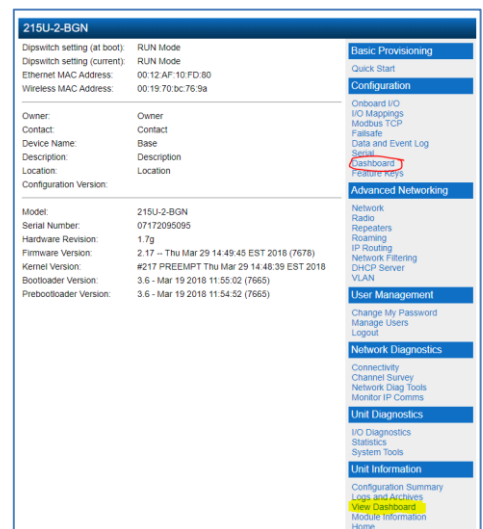 215U-2-BGN
Dipswitch setting (at boot): RUN Mode
Dipswitch setting (current): RUN Mode
Ethernet MAC Address: 00:12:AF:10:FD:80
Wireless MAC Address: 00:19:70:bc:76:9a
Owner: Owner
Contact: Contact
Device Name: Base
Description: Description
Location: Location
Configuration Version:
Model: 215U-2-BGN
Serial Number: 07172095095
Hardware Revision: 1.7g
Firmware Version: 2.17 -- Thu Mar 29 14:49:45 EST 2018 (7678)
Kernel Version: #217 PREEMPT Thu Mar 29 14:48:39 EST 2018
Bootloader Version: 3.6 - Mar 19 2018 11:55:02 (7665)
Prebootloader Version: 3.6 - Mar 19 2018 11:54:52 (7665)
Basic Provisioning
Quick Start
Configuration
Onboard I/O
I/O Mappings
Modbus TCP
Failsafe
Data and Event Log
Serial
Dashboard
Feature Keys
Advanced Networking
Network
Radio
Repeaters
Roaming
IP Routing
Network Filtering
DHCP Server
VLAN
User Management
Change My Password
Manage Users
Logout
Network Diagnostics
Connectivity
Channel Survey
Network Diag Tools
Monitor IP Comms
Unit Diagnostics
I/O Diagnostics
Statistics
System Tools
Unit Information
Configuration Summary
Logs and Archives
View Dashboard
Module Information
Home